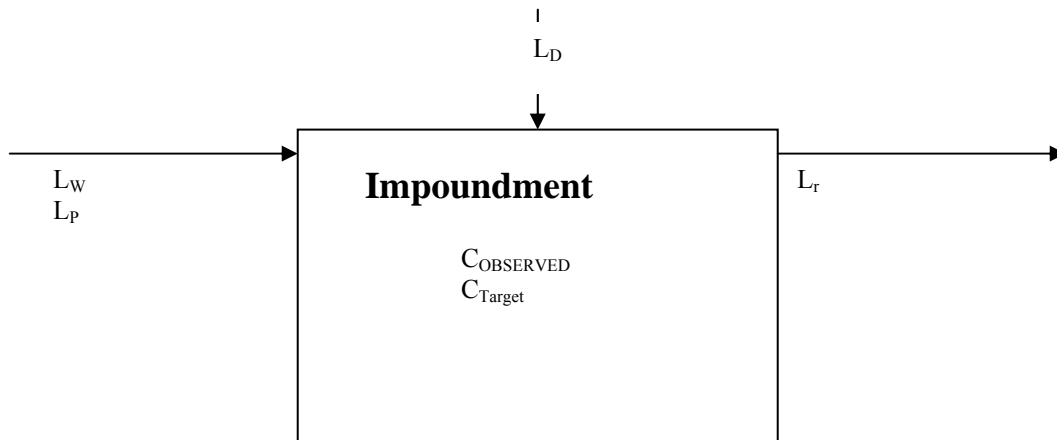 L_D
L_W
L_P
Impoundment
L_r
C_OBSERVED
C_Target